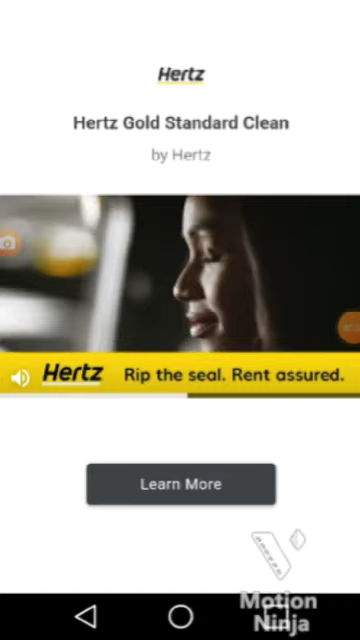 Hertz
Hertz Gold Standard Clean
by Hertz
Hertz Rip the seal. Rent assured.
Learn More
Motion
Ninja